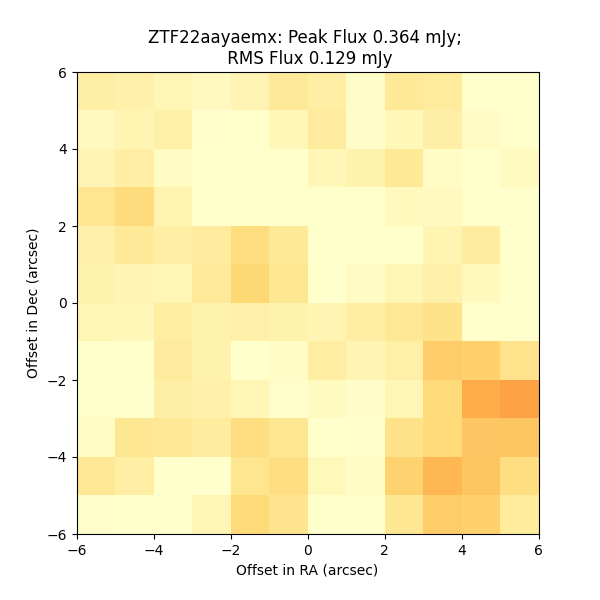 ZTF22aayaemx: Peak Flux 0.364 mJy;
RMS Flux 0.129 mJy
6
4
2
0
−2
−4
−6
Offset in Dec (arcsec)
−6 −4 −2 0 2 4 6
Offset in RA (arcsec)